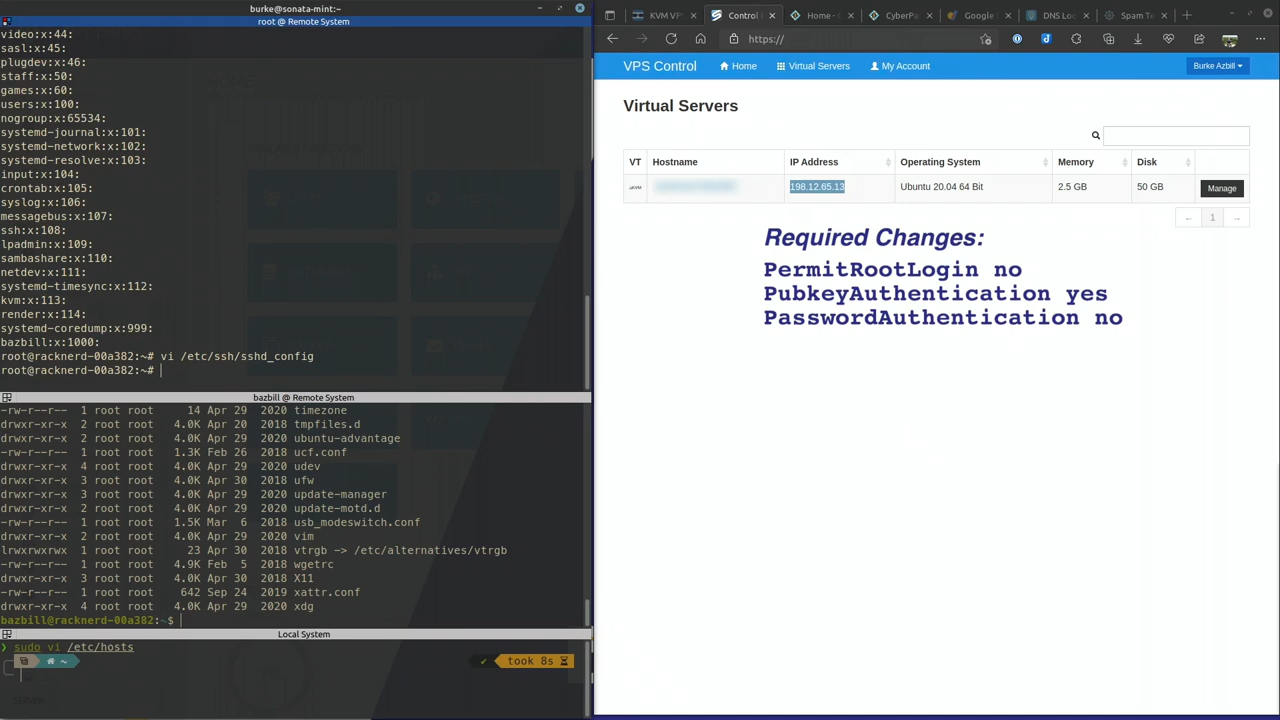 burke@sonata-mint:~
root @ Remote System
video:x:44:
sasl:x:45:
plugdev:x:46:
staff:x:50:
games:x:60:
users:x:100:
nogroup:x:65534:
systemd-journal:x:101:
systemd-network:x:102:
systemd-resolve:x:103:
input:x:104:
crontab:x:105:
syslog:x:106:
messagebus:x:107:
ssh:x:108:
lpadmin:x:109:
sambashare:x:110:
netdev:x:111:
systemd-timesync:x:112:
kvm:x:113:
render:x:114:
systemd-coredump:x:999:
bazbill:x:1000:
root@racknerd-00a382:~# vi /etc/ssh/sshd_config
root@racknerd-00a382:~#
bazbill @ Remote System
-rw-r--r-- 1 root root 14 Apr 29 2020 timezone
drwxr-xr-x 2 root root 4.0K Apr 20 2018 tmpfiles.d
drwxr-xr-x 2 root root 4.0K Apr 29 2020 ubuntu-advantage
-rw-r--r-- 1 root root 1.3K Feb 26 2018 ucf.conf
drwxr-xr-x 4 root root 4.0K Apr 29 2020 udev
drwxr-xr-x 3 root root 4.0K Apr 30 2018 ufw
drwxr-xr-x 3 root root 4.0K Apr 29 2020 update-manager
drwxr-xr-x 2 root root 4.0K Apr 29 2020 update-motd.d
-rw-r--r-- 1 root root 1.5K Mar 6 2018 usb_modeswitch.conf
drwxr-xr-x 2 root root 4.0K Apr 29 2020 vim
lrwxrwxrwx 1 root root 23 Apr 30 2018 vtrgb -> /etc/alternatives/vtrgb
-rw-r--r-- 1 root root 4.9K Feb 5 2018 wgetrc
drwxr-xr-x 3 root root 4.0K Apr 30 2018 X11
-rw-r--r-- 1 root root 642 Sep 24 2019 xattr.conf
drwxr-xr-x 4 root root 4.0K Apr 29 2020 xdg
bazbill@racknerd-00a382:~$
Local System
❯ sudo vi /etc/hosts
~ ✔ took 8s
SERVER
KVM VPS Control Home - C CyberPa Google DNS Lo Spam Te
https://
VPS Control Home Virtual Servers My Account Burke Azbill
Virtual Servers
VT Hostname IP Address Operating System Memory Disk
KVM 198.12.65.13 Ubuntu 20.04 64 Bit 2.5 GB 50 GB Manage
← 1 →
Required Changes:
PermitRootLogin no
PubkeyAuthentication yes
PasswordAuthentication no